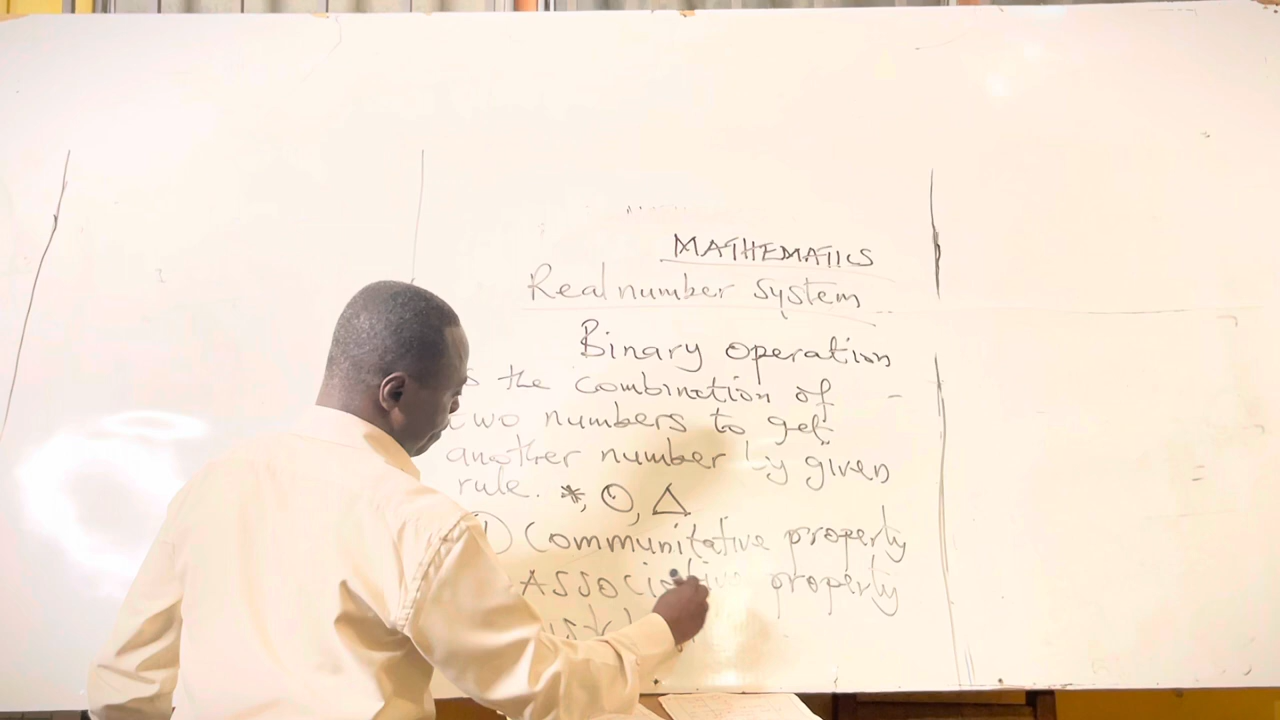 MATHEMATICS
Real number system
Binary operation
the combination of
two numbers to get
another number by given
rule. *, O, △
① Communitative property
Associative property